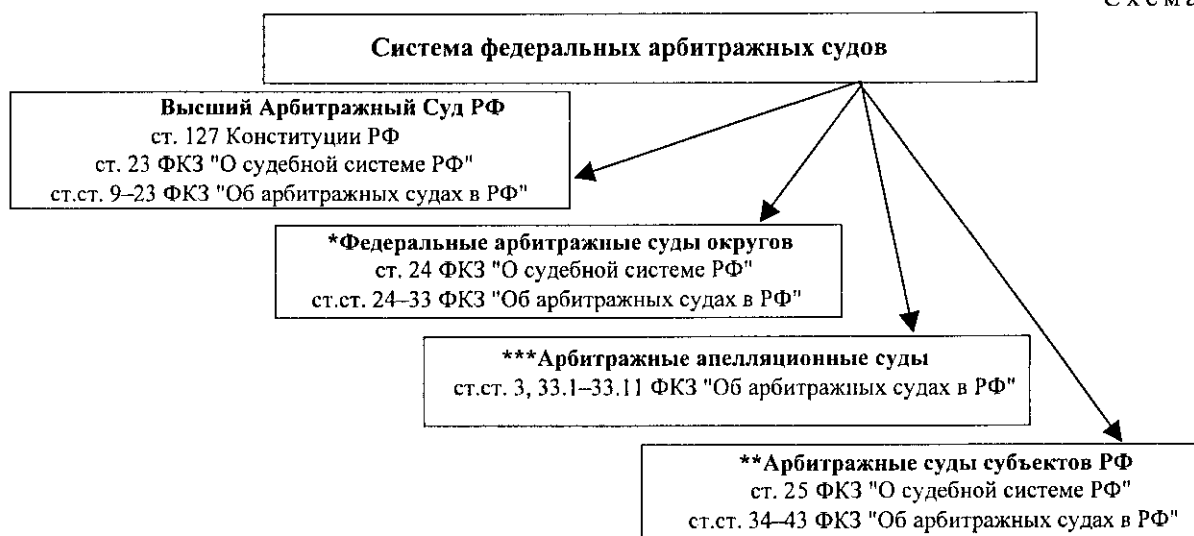 Схема
Система федеральных арбитражных судов
Высший Арбитражный Суд РФ
ст. 127 Конституции РФ
ст. 23 ФКЗ "О судебной системе РФ"
ст.ст. 9–23 ФКЗ "Об арбитражных судах в РФ"
*Федеральные арбитражные суды округов
ст. 24 ФКЗ "О судебной системе РФ"
ст.ст. 24–33 ФКЗ "Об арбитражных судах в РФ"
***Арбитражные апелляционные суды
ст.ст. 3, 33.1–33.11 ФКЗ "Об арбитражных судах в РФ"
**Арбитражные суды субъектов РФ
ст. 25 ФКЗ "О судебной системе РФ"
ст.ст. 34–43 ФКЗ "Об арбитражных судах в РФ"